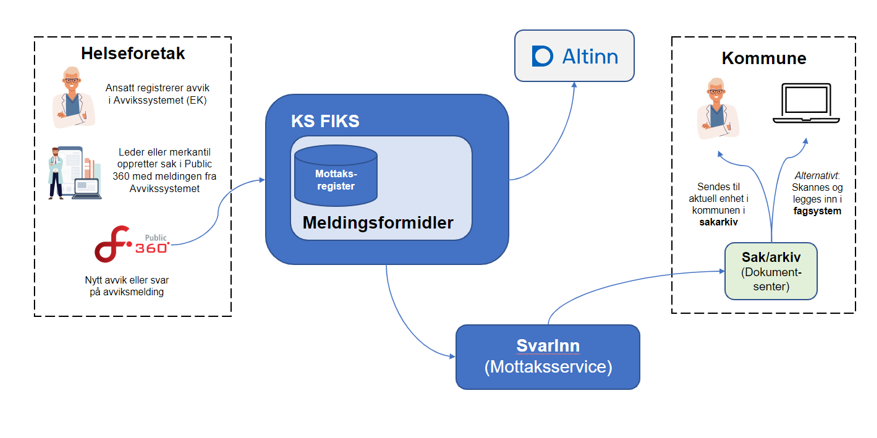 Helseforetak
Ansatt registrerer avvik
i Avvikssystemet (EK)
Leder eller merkantil
oppretter sak i Public
360 med meldingen fra
Avvikssystemet
Public
360°
Nytt avvik eller svar
på avviksmelding
KS FIKS
Mottaks-
register
Meldingsformidler
Altinn
SvarInn
(Mottaksservice)
Kommune
Sendes til
aktuell enhet i
kommunen i
sakarkiv
Alternativt:
Skannes og
legges inn i
fagsystem
Sak/arkiv
(Dokument-
senter)